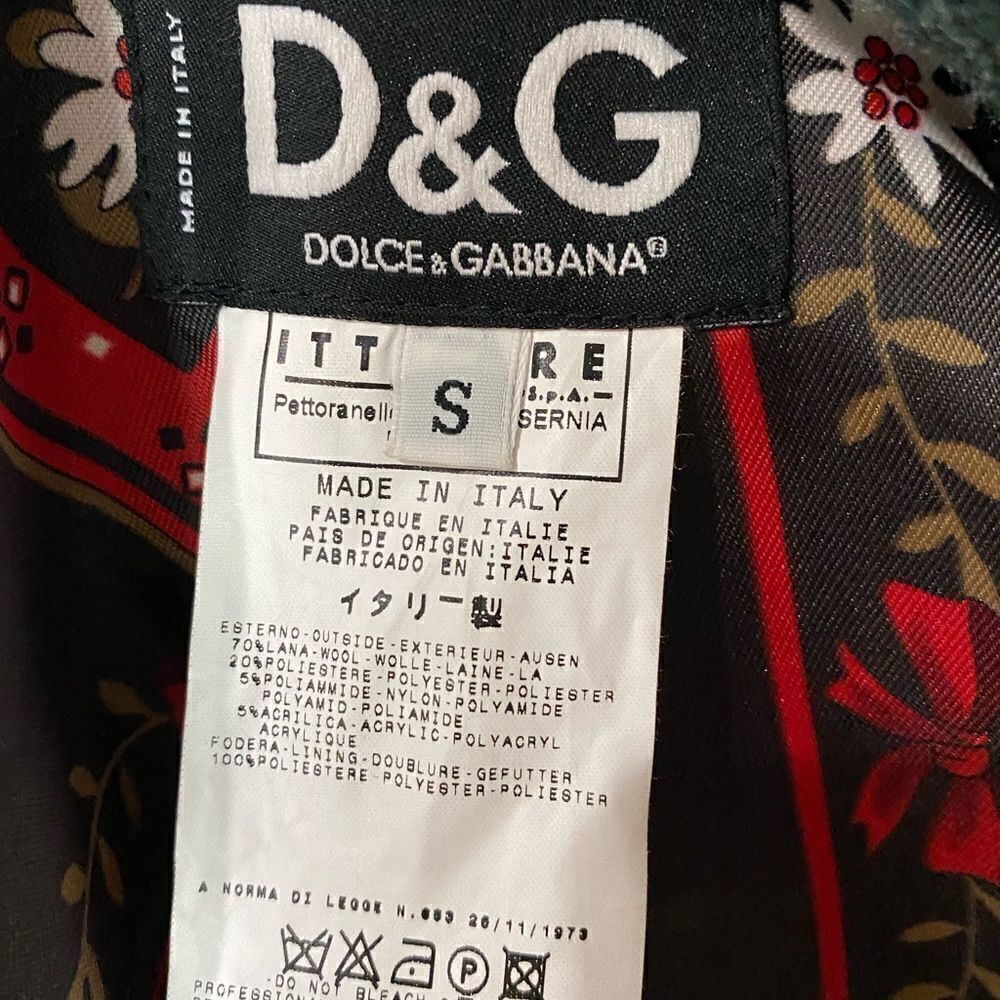 MADE IN ITALY
D&G
DOLCE & GABBANA®
ITT RE
S.p.A.
Pettoranell SERNIA
S
MADE IN ITALY
FABRIQUE EN ITALIE
PAIS DE ORIGEN:ITALIE
FABRICADO EN ITALIA
イタリー製
ESTERNO-OUTSIDE-EXTERIEUR-AUSEN
70%LANA-WOOL-WOLLE-LAINE-LA
20%POLIESTERE-POLYESTER-POLIESTER
5%POLIAMMIDE-NYLON-POLYAMIDE
POLYAMID-POLIAMIDE
5%ACRILICA-ACRYLIC-POLYACRYL
ACRYLIQUE
FODERA-LINING-DOUBLURE-GEFUTTER
100%POLIESTERE-POLYESTER-POLIESTER
A NORMA DI LEGGE N.883 26/11/1973
P
-DO NOT BLEACH
PROFESSIONAL